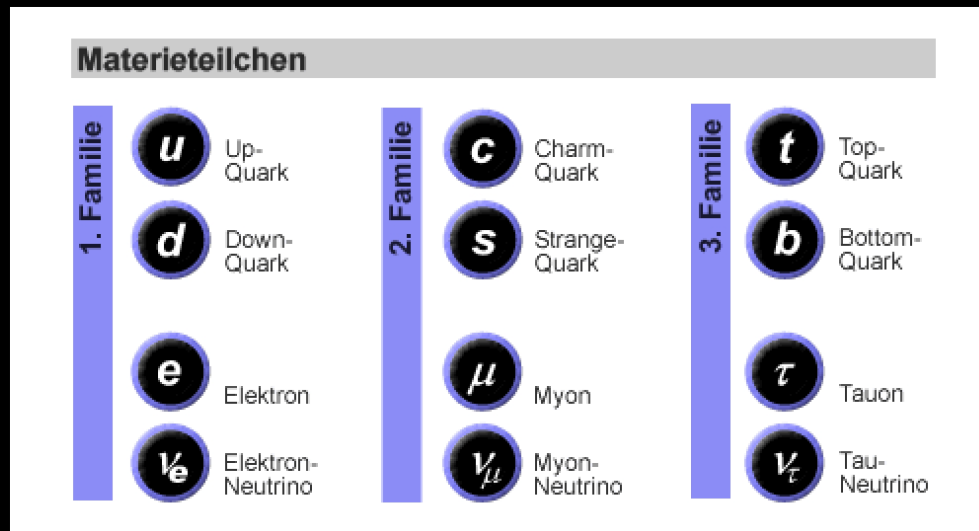 Materieteilchen
1. Familie
u
Up-
Quark
d
Down-
Quark
e
Elektron
νe
Elektron-
Neutrino
2. Familie
c
Charm-
Quark
s
Strange-
Quark
μ
Myon
νμ
Myon-
Neutrino
3. Familie
t
Top-
Quark
b
Bottom-
Quark
τ
Tauon
ντ
Tau-
Neutrino